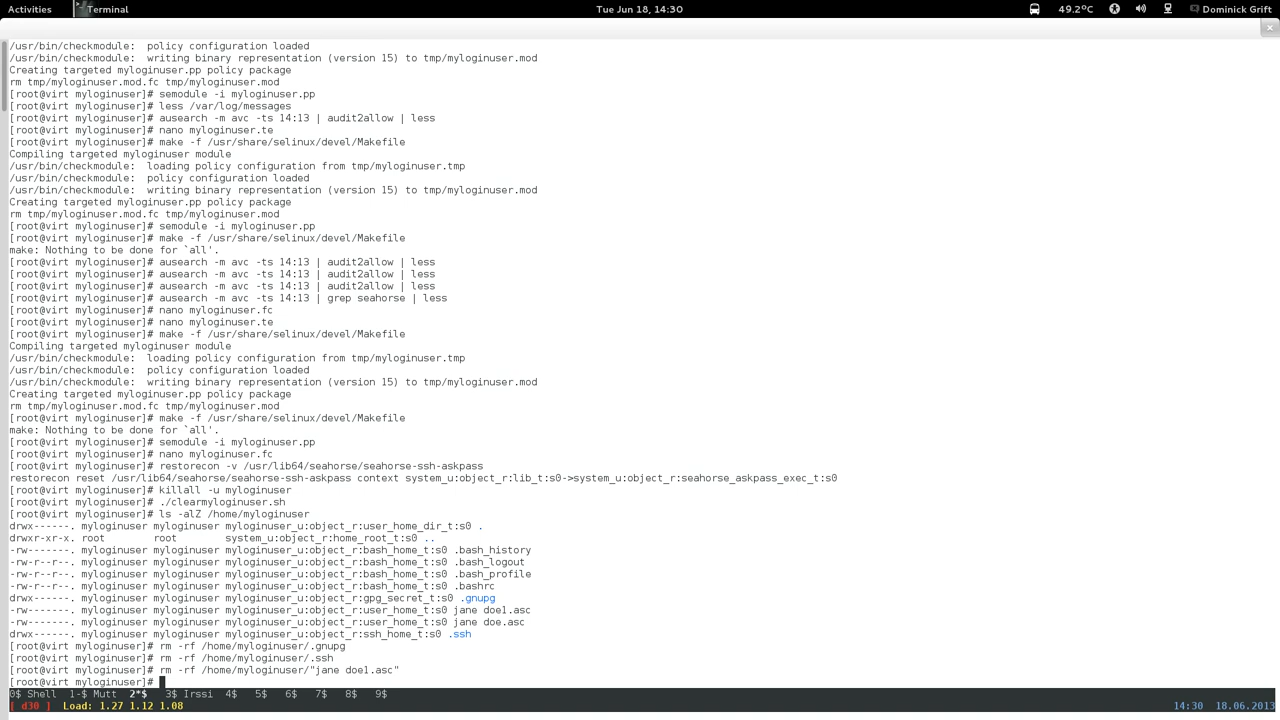 Activities Terminal Tue Jun 18, 14:30 49.2°C Dominick Grift
/usr/bin/checkmodule:  policy configuration loaded
/usr/bin/checkmodule:  writing binary representation (version 15) to tmp/myloginuser.mod
Creating targeted myloginuser.pp policy package
rm tmp/myloginuser.mod.fc tmp/myloginuser.mod
[root@virt myloginuser]# semodule -i myloginuser.pp
[root@virt myloginuser]# less /var/log/messages
[root@virt myloginuser]# ausearch -m avc -ts 14:13 | audit2allow | less
[root@virt myloginuser]# nano myloginuser.te
[root@virt myloginuser]# make -f /usr/share/selinux/devel/Makefile
Compiling targeted myloginuser module
/usr/bin/checkmodule:  loading policy configuration from tmp/myloginuser.tmp
/usr/bin/checkmodule:  policy configuration loaded
/usr/bin/checkmodule:  writing binary representation (version 15) to tmp/myloginuser.mod
Creating targeted myloginuser.pp policy package
rm tmp/myloginuser.mod.fc tmp/myloginuser.mod
[root@virt myloginuser]# semodule -i myloginuser.pp
[root@virt myloginuser]# make -f /usr/share/selinux/devel/Makefile
make: Nothing to be done for `all'.
[root@virt myloginuser]# ausearch -m avc -ts 14:13 | audit2allow | less
[root@virt myloginuser]# ausearch -m avc -ts 14:13 | audit2allow | less
[root@virt myloginuser]# ausearch -m avc -ts 14:13 | audit2allow | less
[root@virt myloginuser]# ausearch -m avc -ts 14:13 | grep seahorse | less
[root@virt myloginuser]# nano myloginuser.fc
[root@virt myloginuser]# nano myloginuser.te
[root@virt myloginuser]# make -f /usr/share/selinux/devel/Makefile
Compiling targeted myloginuser module
/usr/bin/checkmodule:  loading policy configuration from tmp/myloginuser.tmp
/usr/bin/checkmodule:  policy configuration loaded
/usr/bin/checkmodule:  writing binary representation (version 15) to tmp/myloginuser.mod
Creating targeted myloginuser.pp policy package
rm tmp/myloginuser.mod.fc tmp/myloginuser.mod
[root@virt myloginuser]# make -f /usr/share/selinux/devel/Makefile
make: Nothing to be done for `all'.
[root@virt myloginuser]# semodule -i myloginuser.pp
[root@virt myloginuser]# nano myloginuser.fc
[root@virt myloginuser]# restorecon -v /usr/lib64/seahorse/seahorse-ssh-askpass
restorecon reset /usr/lib64/seahorse/seahorse-ssh-askpass context system_u:object_r:lib_t:s0->system_u:object_r:seahorse_askpass_exec_t:s0
[root@virt myloginuser]# killall -u myloginuser
[root@virt myloginuser]# ./clearmyloginuser.sh
[root@virt myloginuser]# ls -alZ /home/myloginuser
drwx------. myloginuser myloginuser myloginuser_u:object_r:user_home_dir_t:s0 .
drwxr-xr-x. root        root        system_u:object_r:home_root_t:s0 ..
-rw-------. myloginuser myloginuser myloginuser_u:object_r:bash_home_t:s0 .bash_history
-rw-r--r--. myloginuser myloginuser myloginuser_u:object_r:bash_home_t:s0 .bash_logout
-rw-r--r--. myloginuser myloginuser myloginuser_u:object_r:bash_home_t:s0 .bash_profile
-rw-r--r--. myloginuser myloginuser myloginuser_u:object_r:bash_home_t:s0 .bashrc
drwx------. myloginuser myloginuser myloginuser_u:object_r:gpg_secret_t:s0 .gnupg
-rw-------. myloginuser myloginuser myloginuser_u:object_r:user_home_t:s0 jane doe1.asc
-rw-------. myloginuser myloginuser myloginuser_u:object_r:user_home_t:s0 jane doe.asc
drwx------. myloginuser myloginuser myloginuser_u:object_r:ssh_home_t:s0 .ssh
[root@virt myloginuser]# rm -rf /home/myloginuser/.gnupg
[root@virt myloginuser]# rm -rf /home/myloginuser/.ssh
[root@virt myloginuser]# rm -rf /home/myloginuser/"jane doe1.asc"
[root@virt myloginuser]#
0$ Shell  1-$ Mutt  2*$  3$ Irssi  4$  5$  6$  7$  8$  9$
[ d30 ]  Load: 1.27 1.12 1.08 14:30  18.06.2013